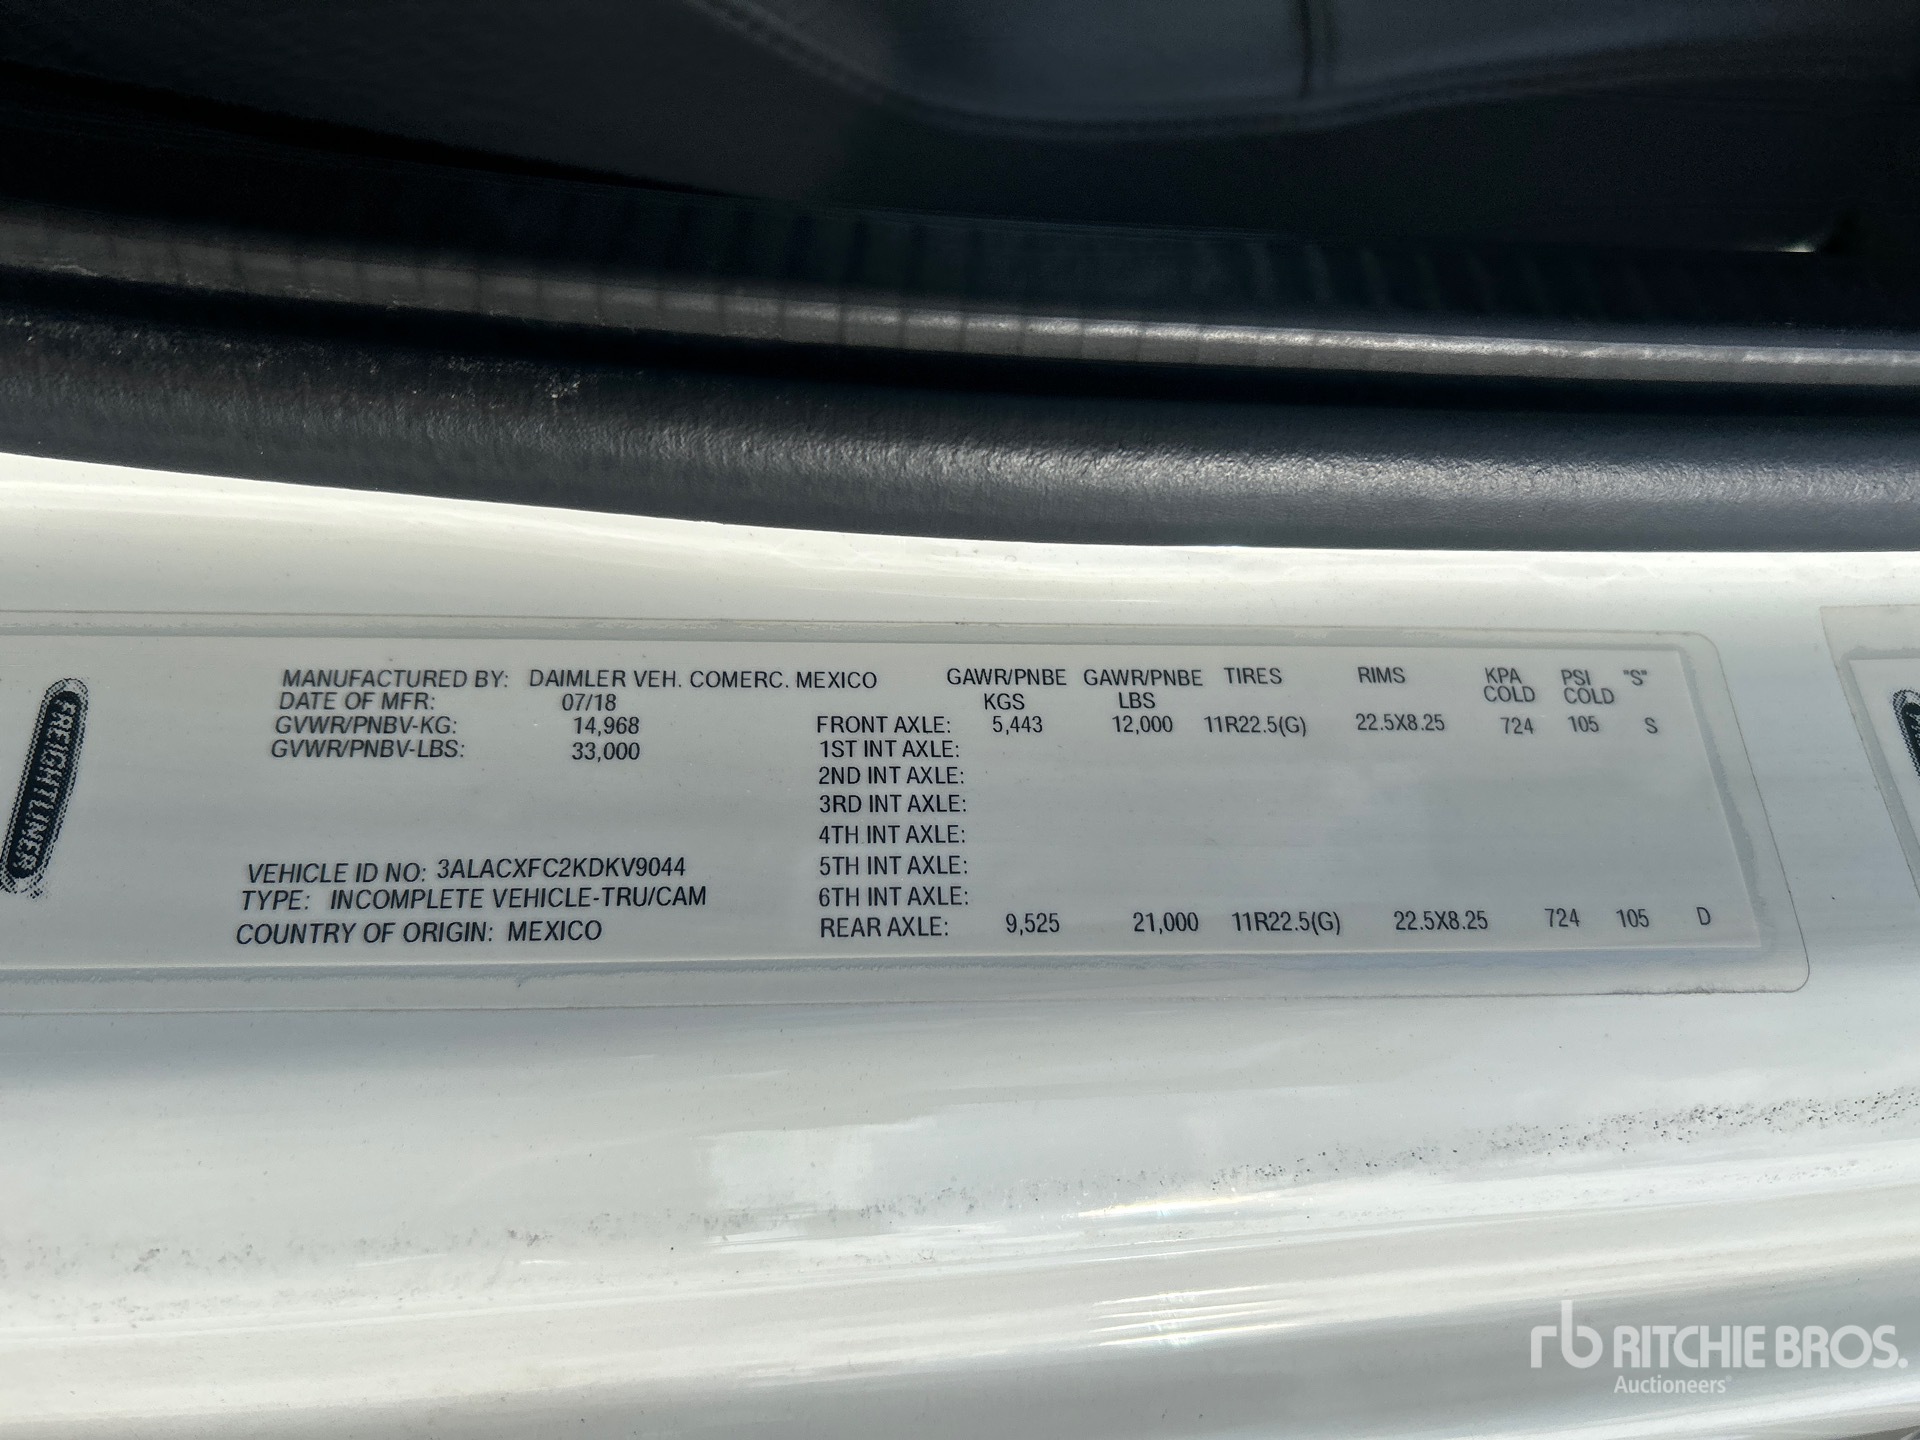 FREIGHTLINER
MANUFACTURED BY: DAIMLER VEH. COMERC. MEXICO
DATE OF MFR: 07/18
GVWR/PNBV-KG: 14,968
GVWR/PNBV-LBS: 33,000
VEHICLE ID NO: 3ALACXFC2KDKV9044
TYPE: INCOMPLETE VEHICLE-TRU/CAM
COUNTRY OF ORIGIN: MEXICO
GAWR/PNBE GAWR/PNBE TIRES RIMS KPA PSI "S"
KGS LBS COLD COLD
FRONT AXLE: 5,443 12,000 11R22.5(G) 22.5X8.25 724 105 S
1ST INT AXLE:
2ND INT AXLE:
3RD INT AXLE:
4TH INT AXLE:
5TH INT AXLE:
6TH INT AXLE:
REAR AXLE: 9,525 21,000 11R22.5(G) 22.5X8.25 724 105 D
rb RITCHIE BROS.
Auctioneers